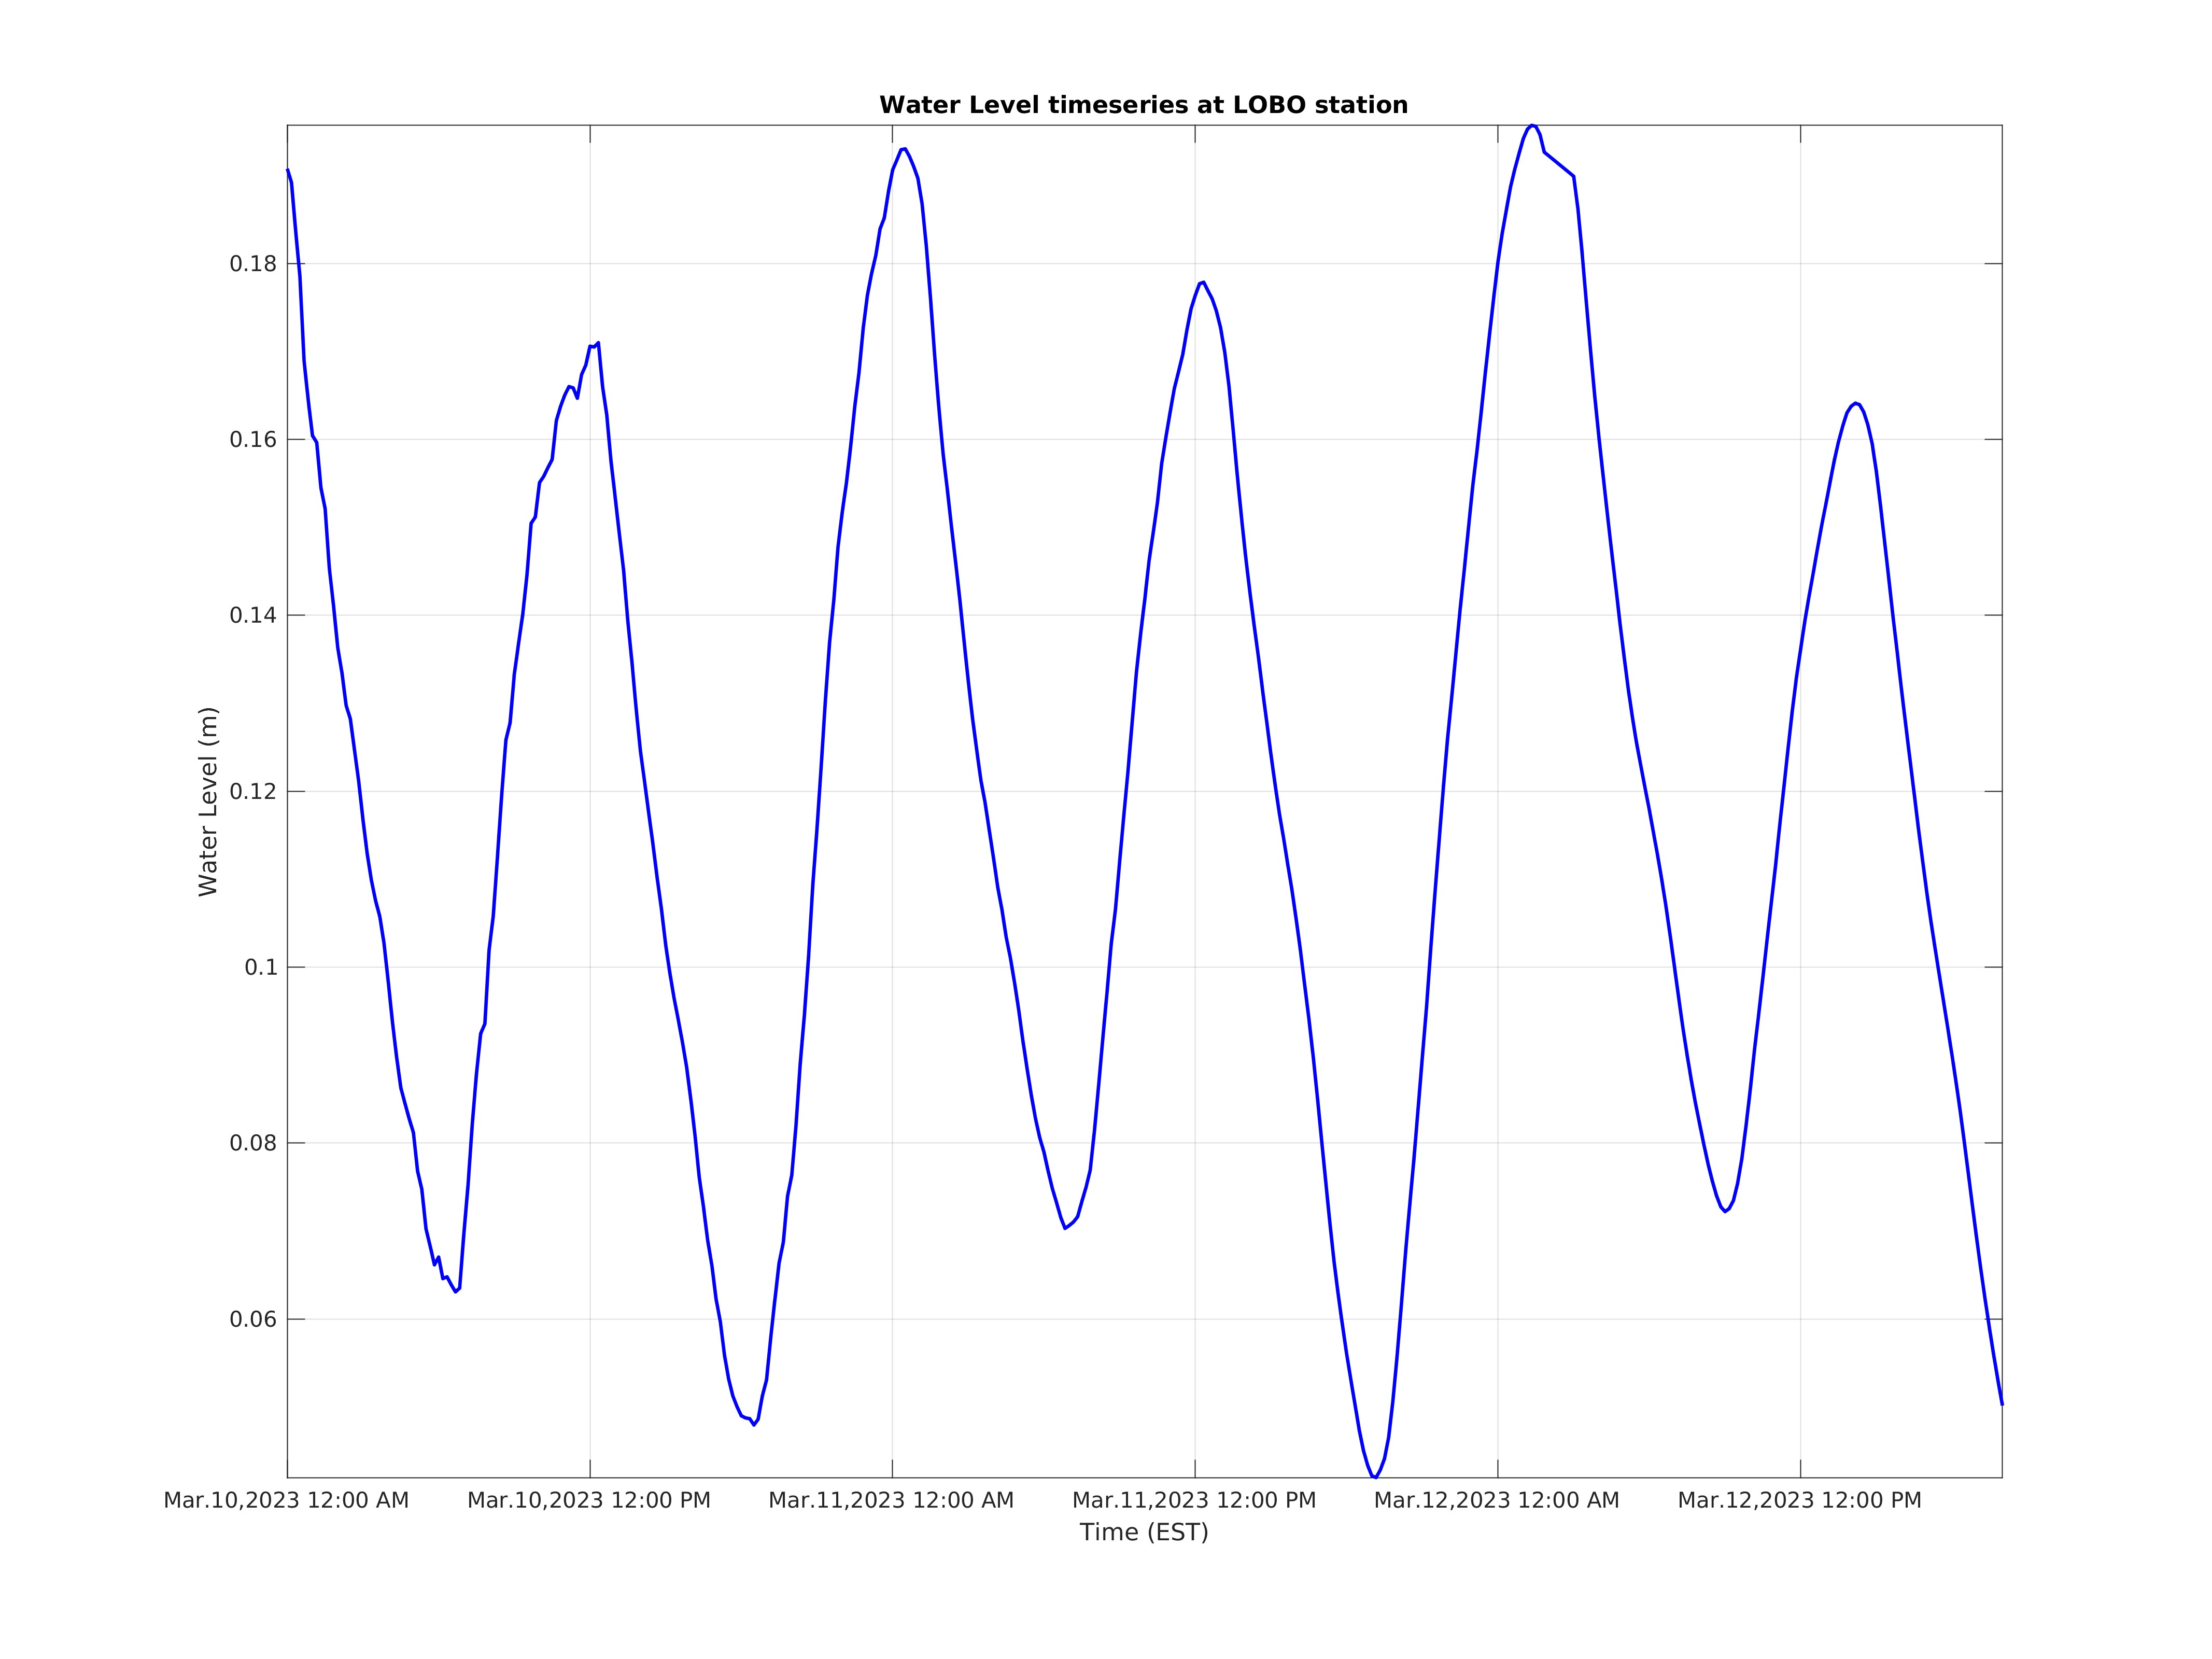 Water Level timeseries at LOBO station
0.18
0.16
0.14
0.12
0.1
0.08
0.06
Water Level (m)
Mar.10,2023 12:00 AM
Mar.10,2023 12:00 PM
Mar.11,2023 12:00 AM
Mar.11,2023 12:00 PM
Mar.12,2023 12:00 AM
Mar.12,2023 12:00 PM
Time (EST)